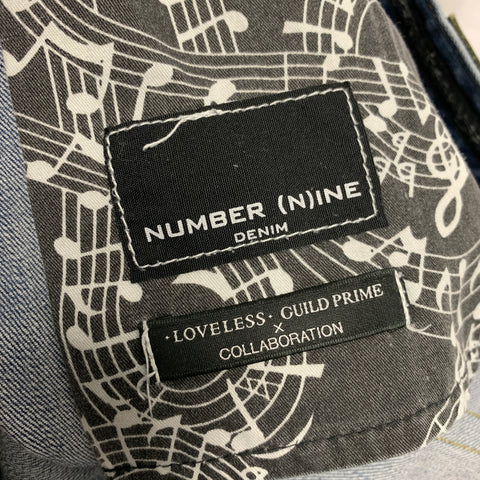 NUMBER (N)INE
DENIM
·LOVELESS· GUILD PRIME
×
COLLABORATION